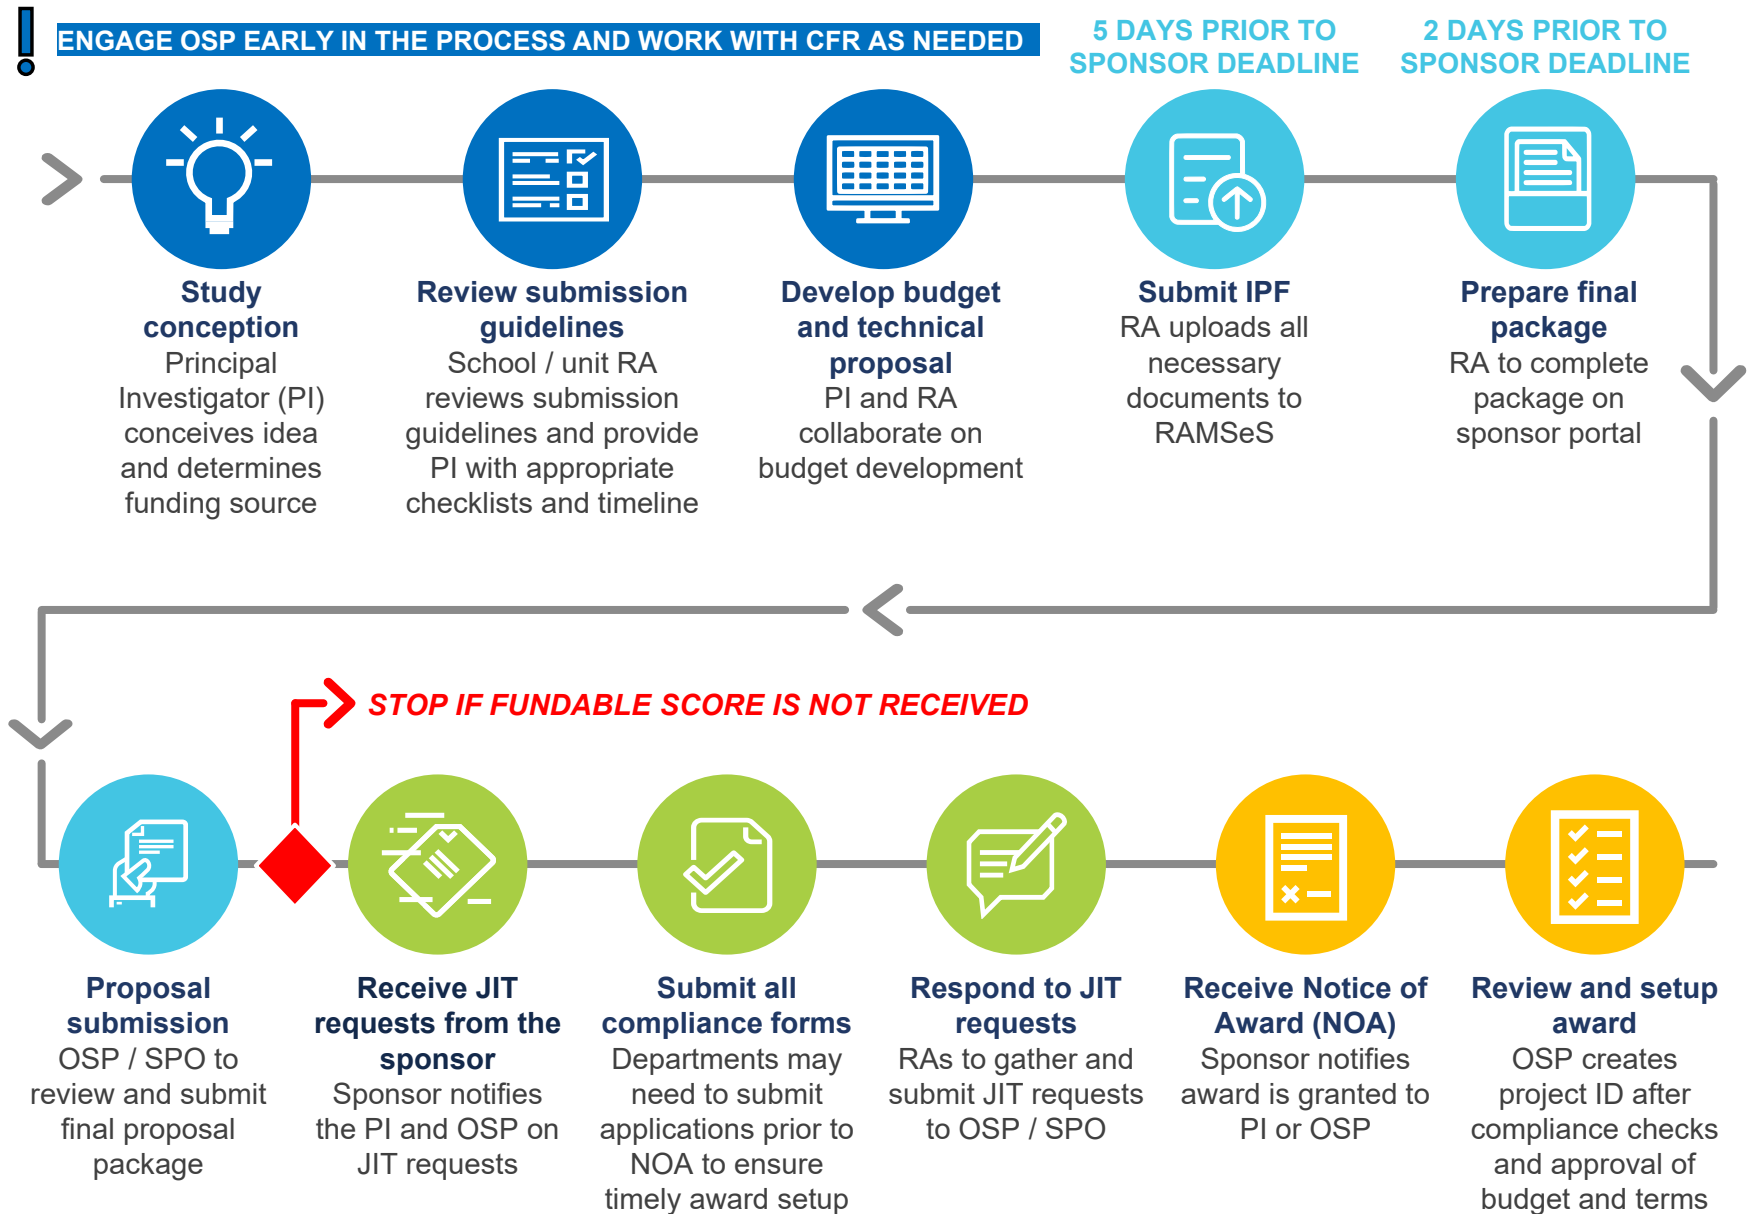 ENGAGE OSP EARLY IN THE PROCESS AND WORK WITH CFR AS NEEDED
5 DAYS PRIOR TO
SPONSOR DEADLINE
2 DAYS PRIOR TO
SPONSOR DEADLINE
Study
conception
Principal
Investigator (PI)
conceives idea
and determines
funding source
Review submission
guidelines
School / unit RA
reviews submission
guidelines and provide
PI with appropriate
checklists and timeline
Develop budget
and technical
proposal
PI and RA
collaborate on
budget development
Submit IPF
RA uploads all
necessary
documents to
RAMSeS
Prepare final
package
RA to complete
package on
sponsor portal
STOP IF FUNDABLE SCORE IS NOT RECEIVED
Proposal
submission
OSP / SPO to
review and submit
final proposal
package
Receive JIT
requests from the
sponsor
Sponsor notifies
the PI and OSP on
JIT requests
Submit all
compliance forms
Departments may
need to submit
applications prior to
NOA to ensure
timely award setup
Respond to JIT
requests
RAs to gather and
submit JIT requests
to OSP / SPO
Receive Notice of
Award (NOA)
Sponsor notifies
award is granted to
PI or OSP
Review and setup
award
OSP creates
project ID after
compliance checks
and approval of
budget and terms